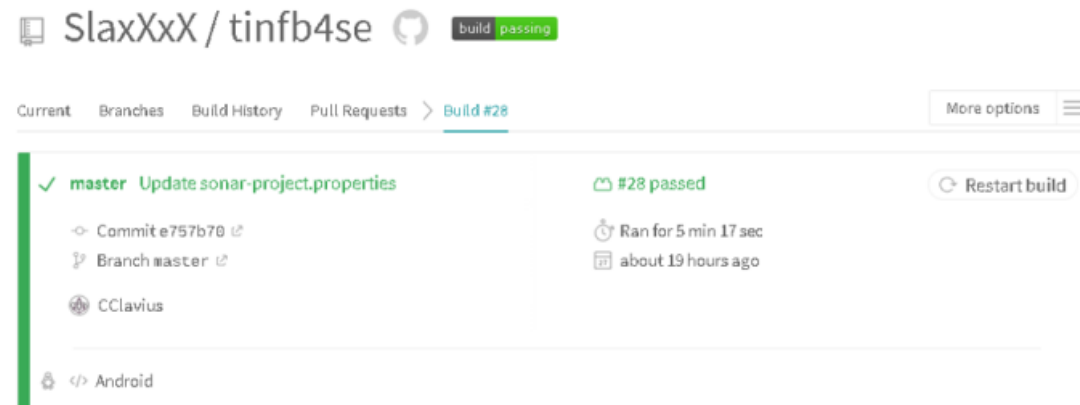 SlaxXxX / tinfb4se build passing
Current Branches Build History Pull Requests Build #28 More options
master Update sonar-project.properties #28 passed Restart build
Commit e757b70 Ran for 5 min 17 sec
Branch master about 19 hours ago
CClavius
</> Android